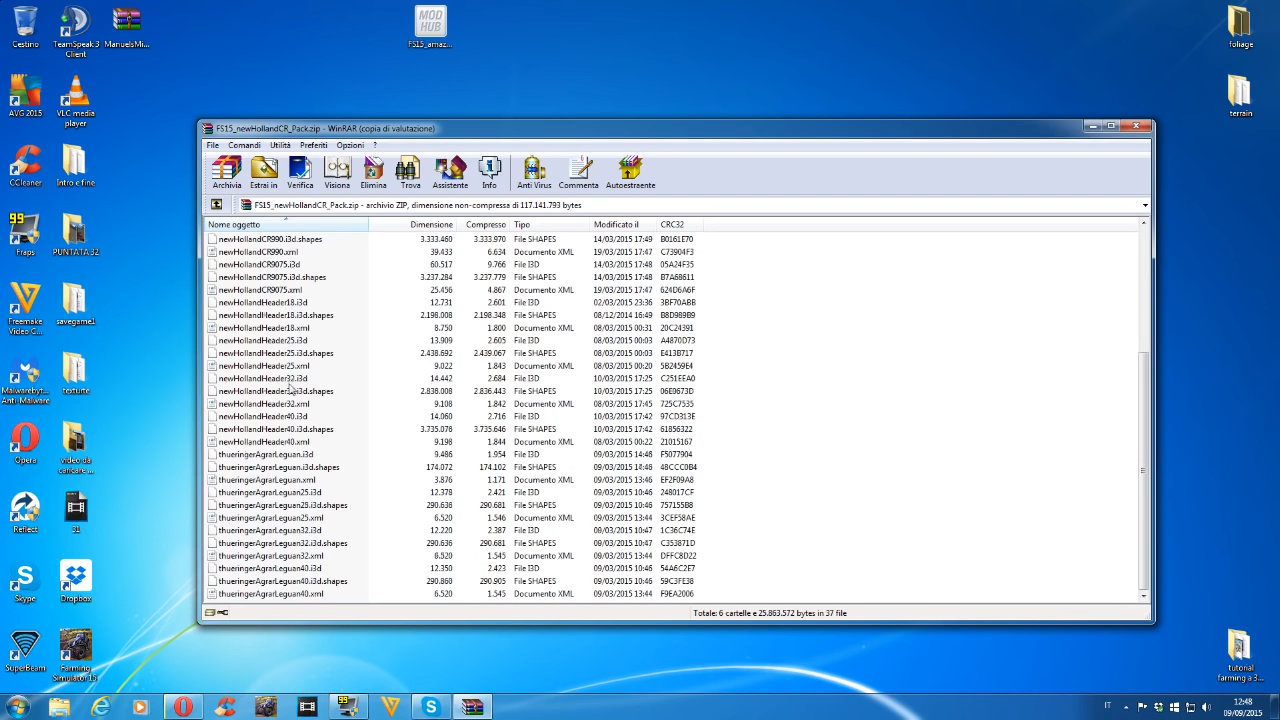 Cestino
TeamSpeak 3
Client
ManuelsMi...
MOD
HUB
FS15_amaz...
foliage
AVG 2015
VLC media
player
terrain
CCleaner
Intro e fine
99
Fraps
PUNTATA 32
Freemake
Video C...
savegame1
Malwarebyt...
Anti-Malware
texturte
Opera
video da
caricare ...
Reflect
31
Skype
Dropbox
SuperBeam
Farming
Simulator 15
tutorial
farming a 3...
FS15_newHollandCR_Pack.zip - WinRAR (copia di valutazione)
File Comandi Utilità Preferiti Opzioni ?
Archivia Estrai in Verifica Visiona Elimina Trova Assistente Info Anti Virus Commenta Autoestraente
FS15_newHollandCR_Pack.zip - archivio ZIP, dimensione non-compressa di 117.141.793 bytes
Nome oggetto Dimensione Compresso Tipo Modificato il CRC32
newHollandCR990.i3d.shapes 3.333.460 3.333.970 File SHAPES 14/03/2015 17:49 B0161E70
newHollandCR990.xml 39.433 6.634 Documento XML 19/03/2015 17:47 C73904F3
newHollandCR9075.i3d 60.517 9.766 File I3D 14/03/2015 17:48 05A24F35
newHollandCR9075.i3d.shapes 3.237.284 3.237.779 File SHAPES 14/03/2015 17:48 B7A68611
newHollandCR9075.xml 25.456 4.867 Documento XML 19/03/2015 17:47 624D6A6F
newHollandHeader18.i3d 12.731 2.601 File I3D 02/03/2015 23:36 3BF70ABB
newHollandHeader18.i3d.shapes 2.198.008 2.198.348 File SHAPES 08/12/2014 16:49 B8D989B9
newHollandHeader18.xml 8.750 1.800 Documento XML 08/03/2015 00:31 20C24391
newHollandHeader25.i3d 13.909 2.605 File I3D 08/03/2015 00:03 A4870D73
newHollandHeader25.i3d.shapes 2.438.692 2.439.067 File SHAPES 08/03/2015 00:03 E413B717
newHollandHeader25.xml 9.022 1.843 Documento XML 08/03/2015 00:20 5B2459E4
newHollandHeader32.i3d 14.442 2.684 File I3D 10/03/2015 17:25 C251EEA0
newHollandHeader32.i3d.shapes 2.836.008 2.836.443 File SHAPES 10/03/2015 17:25 06E9673D
newHollandHeader32.xml 9.108 1.842 Documento XML 08/03/2015 17:45 725C7535
newHollandHeader40.i3d 14.060 2.716 File I3D 10/03/2015 17:42 97CD313E
newHollandHeader40.i3d.shapes 3.735.076 3.735.646 File SHAPES 10/03/2015 17:42 61856322
newHollandHeader40.xml 9.198 1.844 Documento XML 08/03/2015 00:22 21015167
thueringerAgrarLeguan.i3d 9.486 1.954 File I3D 09/03/2015 14:46 F5077904
thueringerAgrarLeguan.i3d.shapes 174.072 174.102 File SHAPES 09/03/2015 14:46 48CCC0B4
thueringerAgrarLeguan.xml 3.876 1.171 Documento XML 09/03/2015 13:46 EF2F09A8
thueringerAgrarLeguan25.i3d 12.378 2.421 File I3D 09/03/2015 10:46 248017CF
thueringerAgrarLeguan25.i3d.shapes 290.636 290.681 File SHAPES 09/03/2015 10:46 757155B8
thueringerAgrarLeguan25.xml 6.520 1.546 Documento XML 09/03/2015 13:44 3CEF58AE
thueringerAgrarLeguan32.i3d 12.220 2.387 File I3D 09/03/2015 10:47 1C36C74E
thueringerAgrarLeguan32.i3d.shapes 290.636 290.681 File SHAPES 09/03/2015 10:47 C353871D
thueringerAgrarLeguan32.xml 6.520 1.545 Documento XML 09/03/2015 13:44 DFFC8D22
thueringerAgrarLeguan40.i3d 12.350 2.423 File I3D 09/03/2015 10:46 54A6C2E7
thueringerAgrarLeguan40.i3d.shapes 290.860 290.905 File SHAPES 09/03/2015 10:46 59C3FE38
thueringerAgrarLeguan40.xml 6.520 1.545 Documento XML 09/03/2015 13:44 F9EA2006
Totale: 6 cartelle e 25.863.572 bytes in 37 file
IT
12:48
09/09/2015